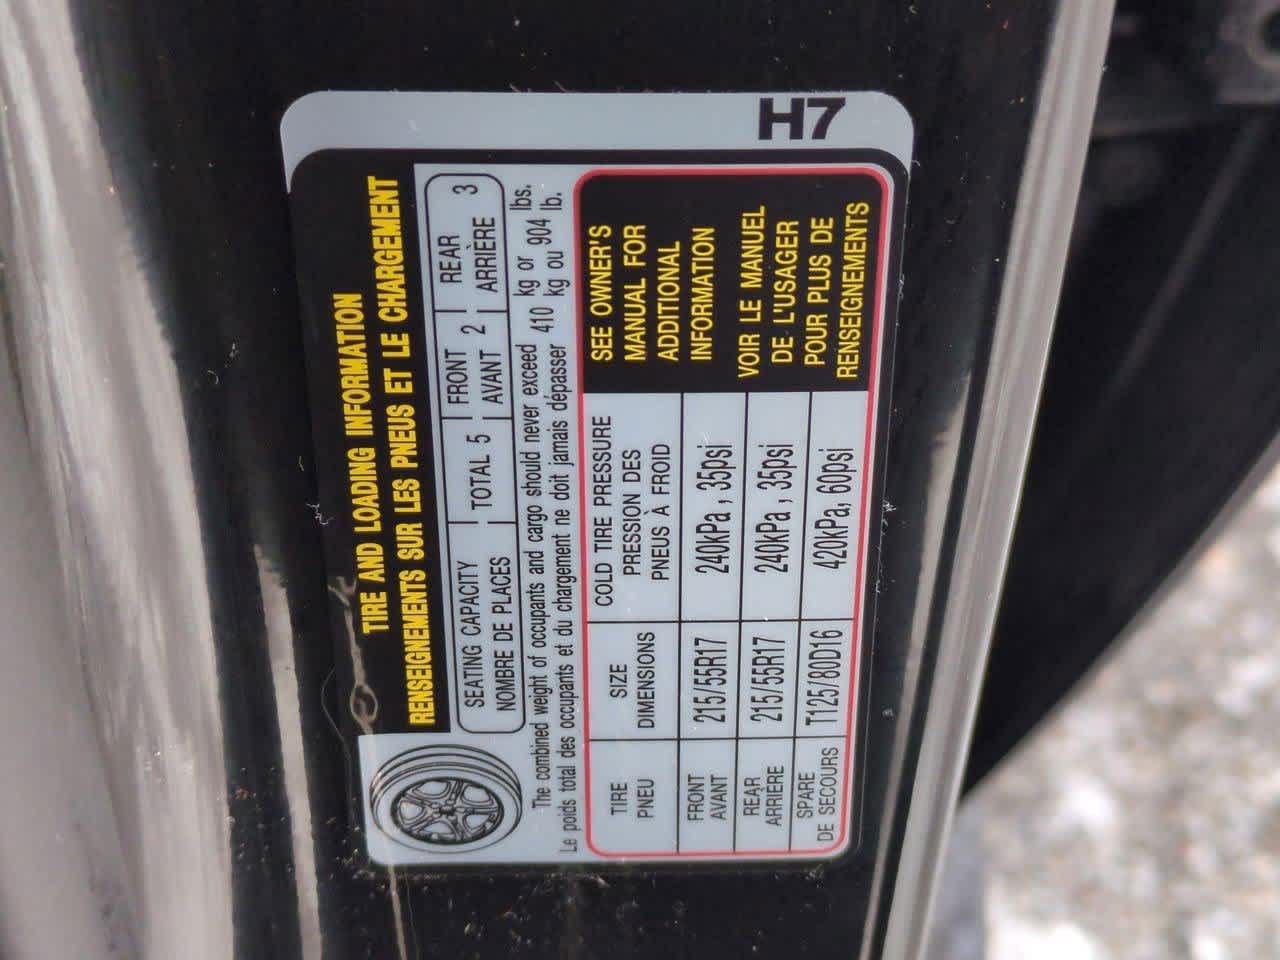 H7
TIRE AND LOADING INFORMATION
RENSEIGNEMENTS SUR LES PNEUS ET LE CHARGEMENT
SEATING CAPACITY
NOMBRE DE PLACES
TOTAL 5
FRONT
AVANT 2
REAR
ARRIÈRE 3
The combined weight of occupants and cargo should never exceed 410 kg or 904 lbs.
Le poids total des occupants et du chargement ne doit jamais dépasser 410 kg ou 904 lb.
TIRE
PNEU
SIZE
DIMENSIONS
COLD TIRE PRESSURE
PRESSION DES
PNEUS À FROID
FRONT
AVANT
215/55R17
240kPa , 35psi
REAR
ARRIÈRE
215/55R17
240kPa , 35psi
SPARE
DE SECOURS
T125/80D16
420kPa, 60psi
SEE OWNER'S
MANUAL FOR
ADDITIONAL
INFORMATION
VOIR LE MANUEL
DE L'USAGER
POUR PLUS DE
RENSEIGNEMENTS